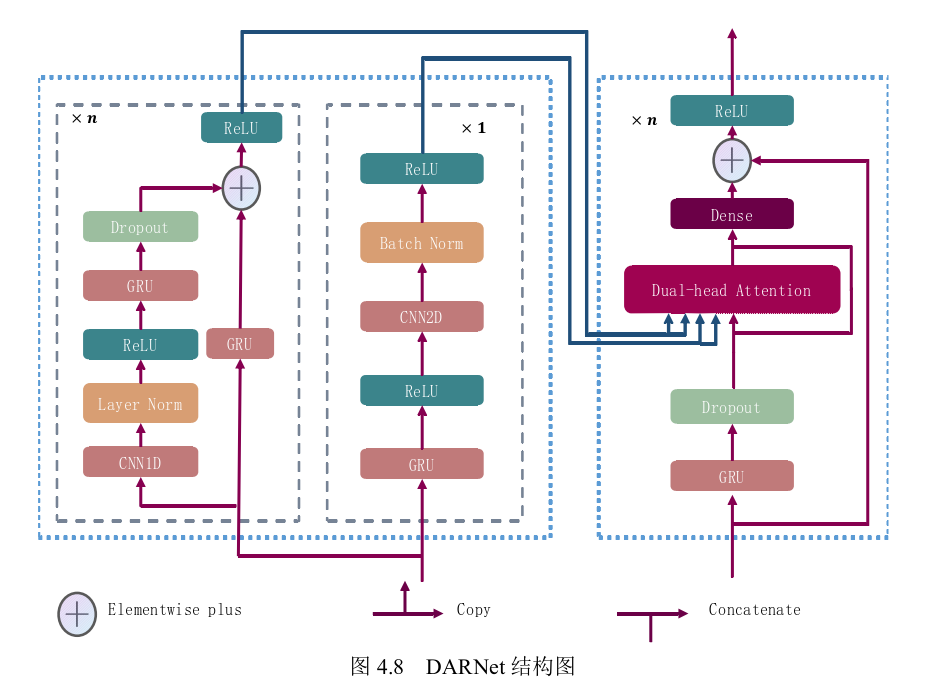 × n
ReLU
Dropout
GRU
ReLU
GRU
Layer Norm
CNN1D
× 1
ReLU
Batch Norm
CNN2D
ReLU
GRU
× n
ReLU
Dense
Dual-head Attention
Dropout
GRU
Elementwise plus
Copy
Concatenate
图 4.8 DARNet 结构图